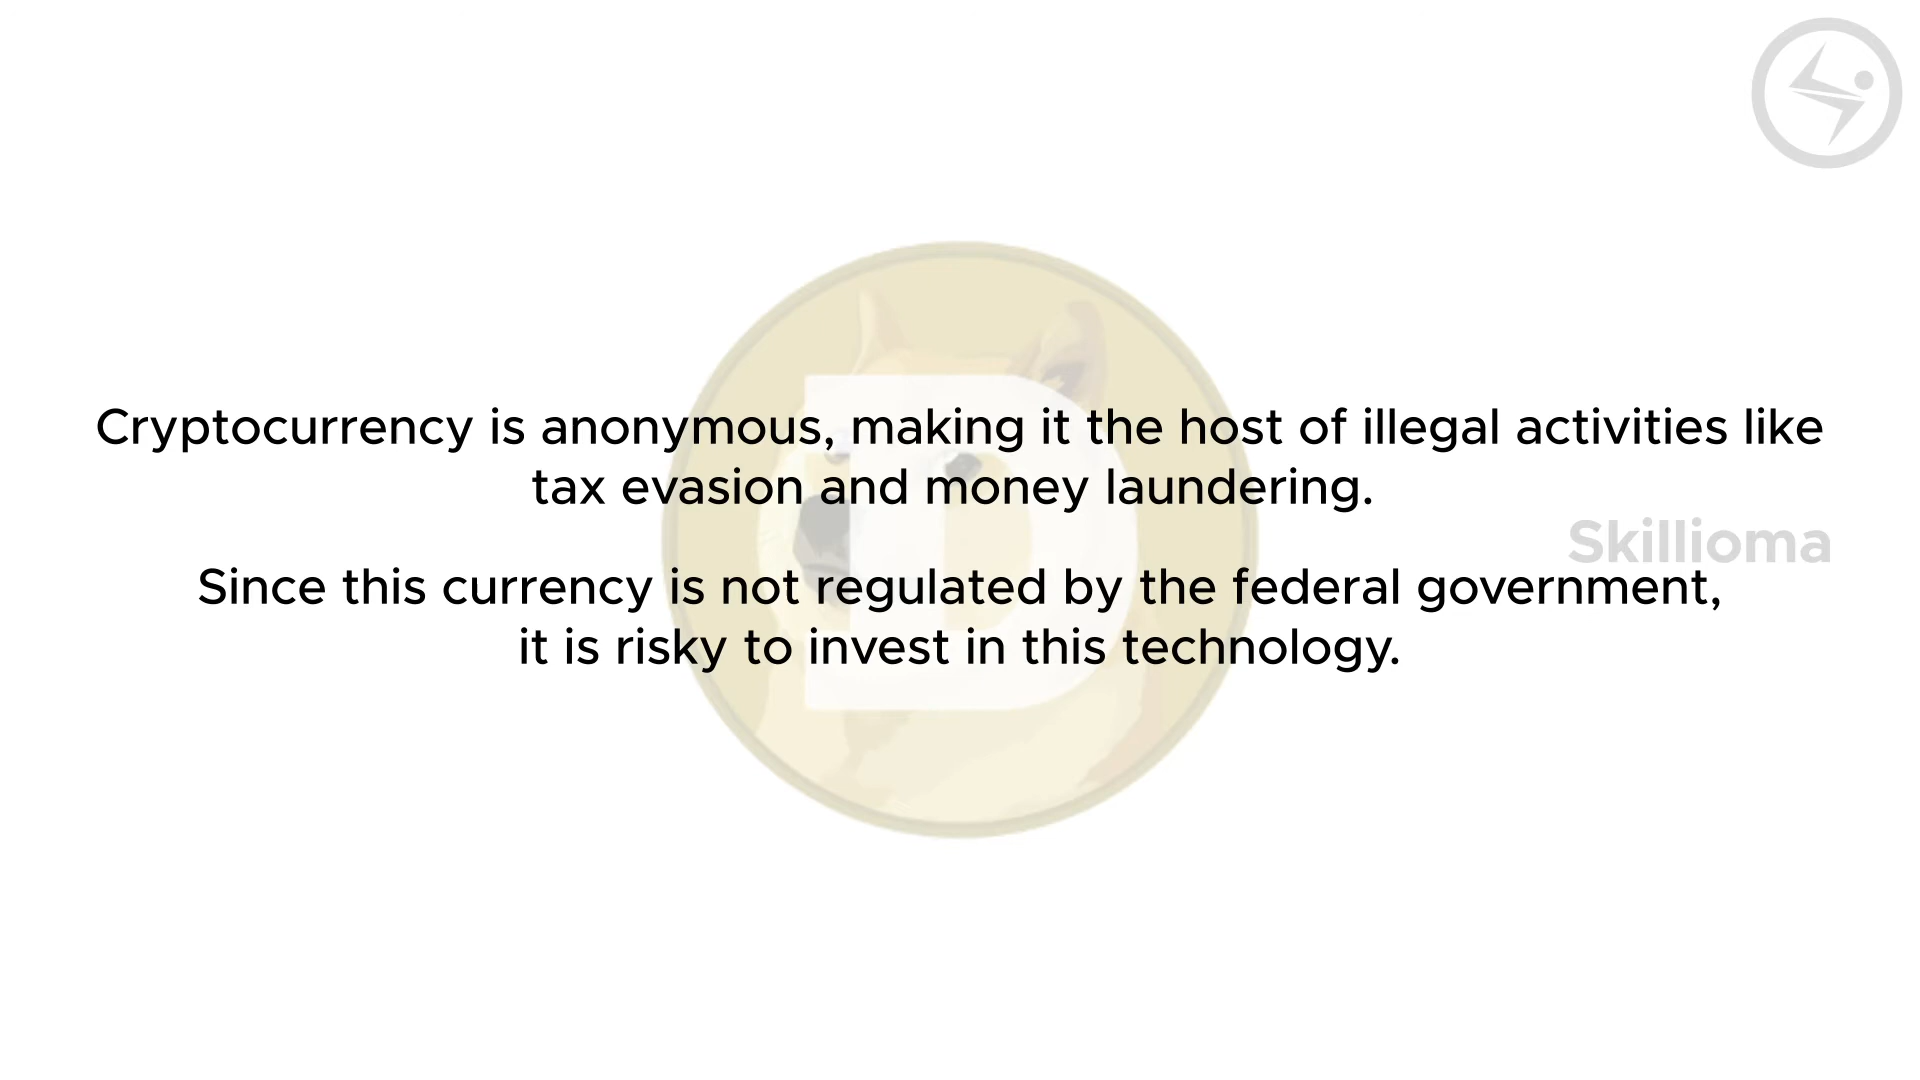 Cryptocurrency is anonymous, making it the host of illegal activities like
tax evasion and money laundering.
Skillioma
Since this currency is not regulated by the federal government,
it is risky to invest in this technology.